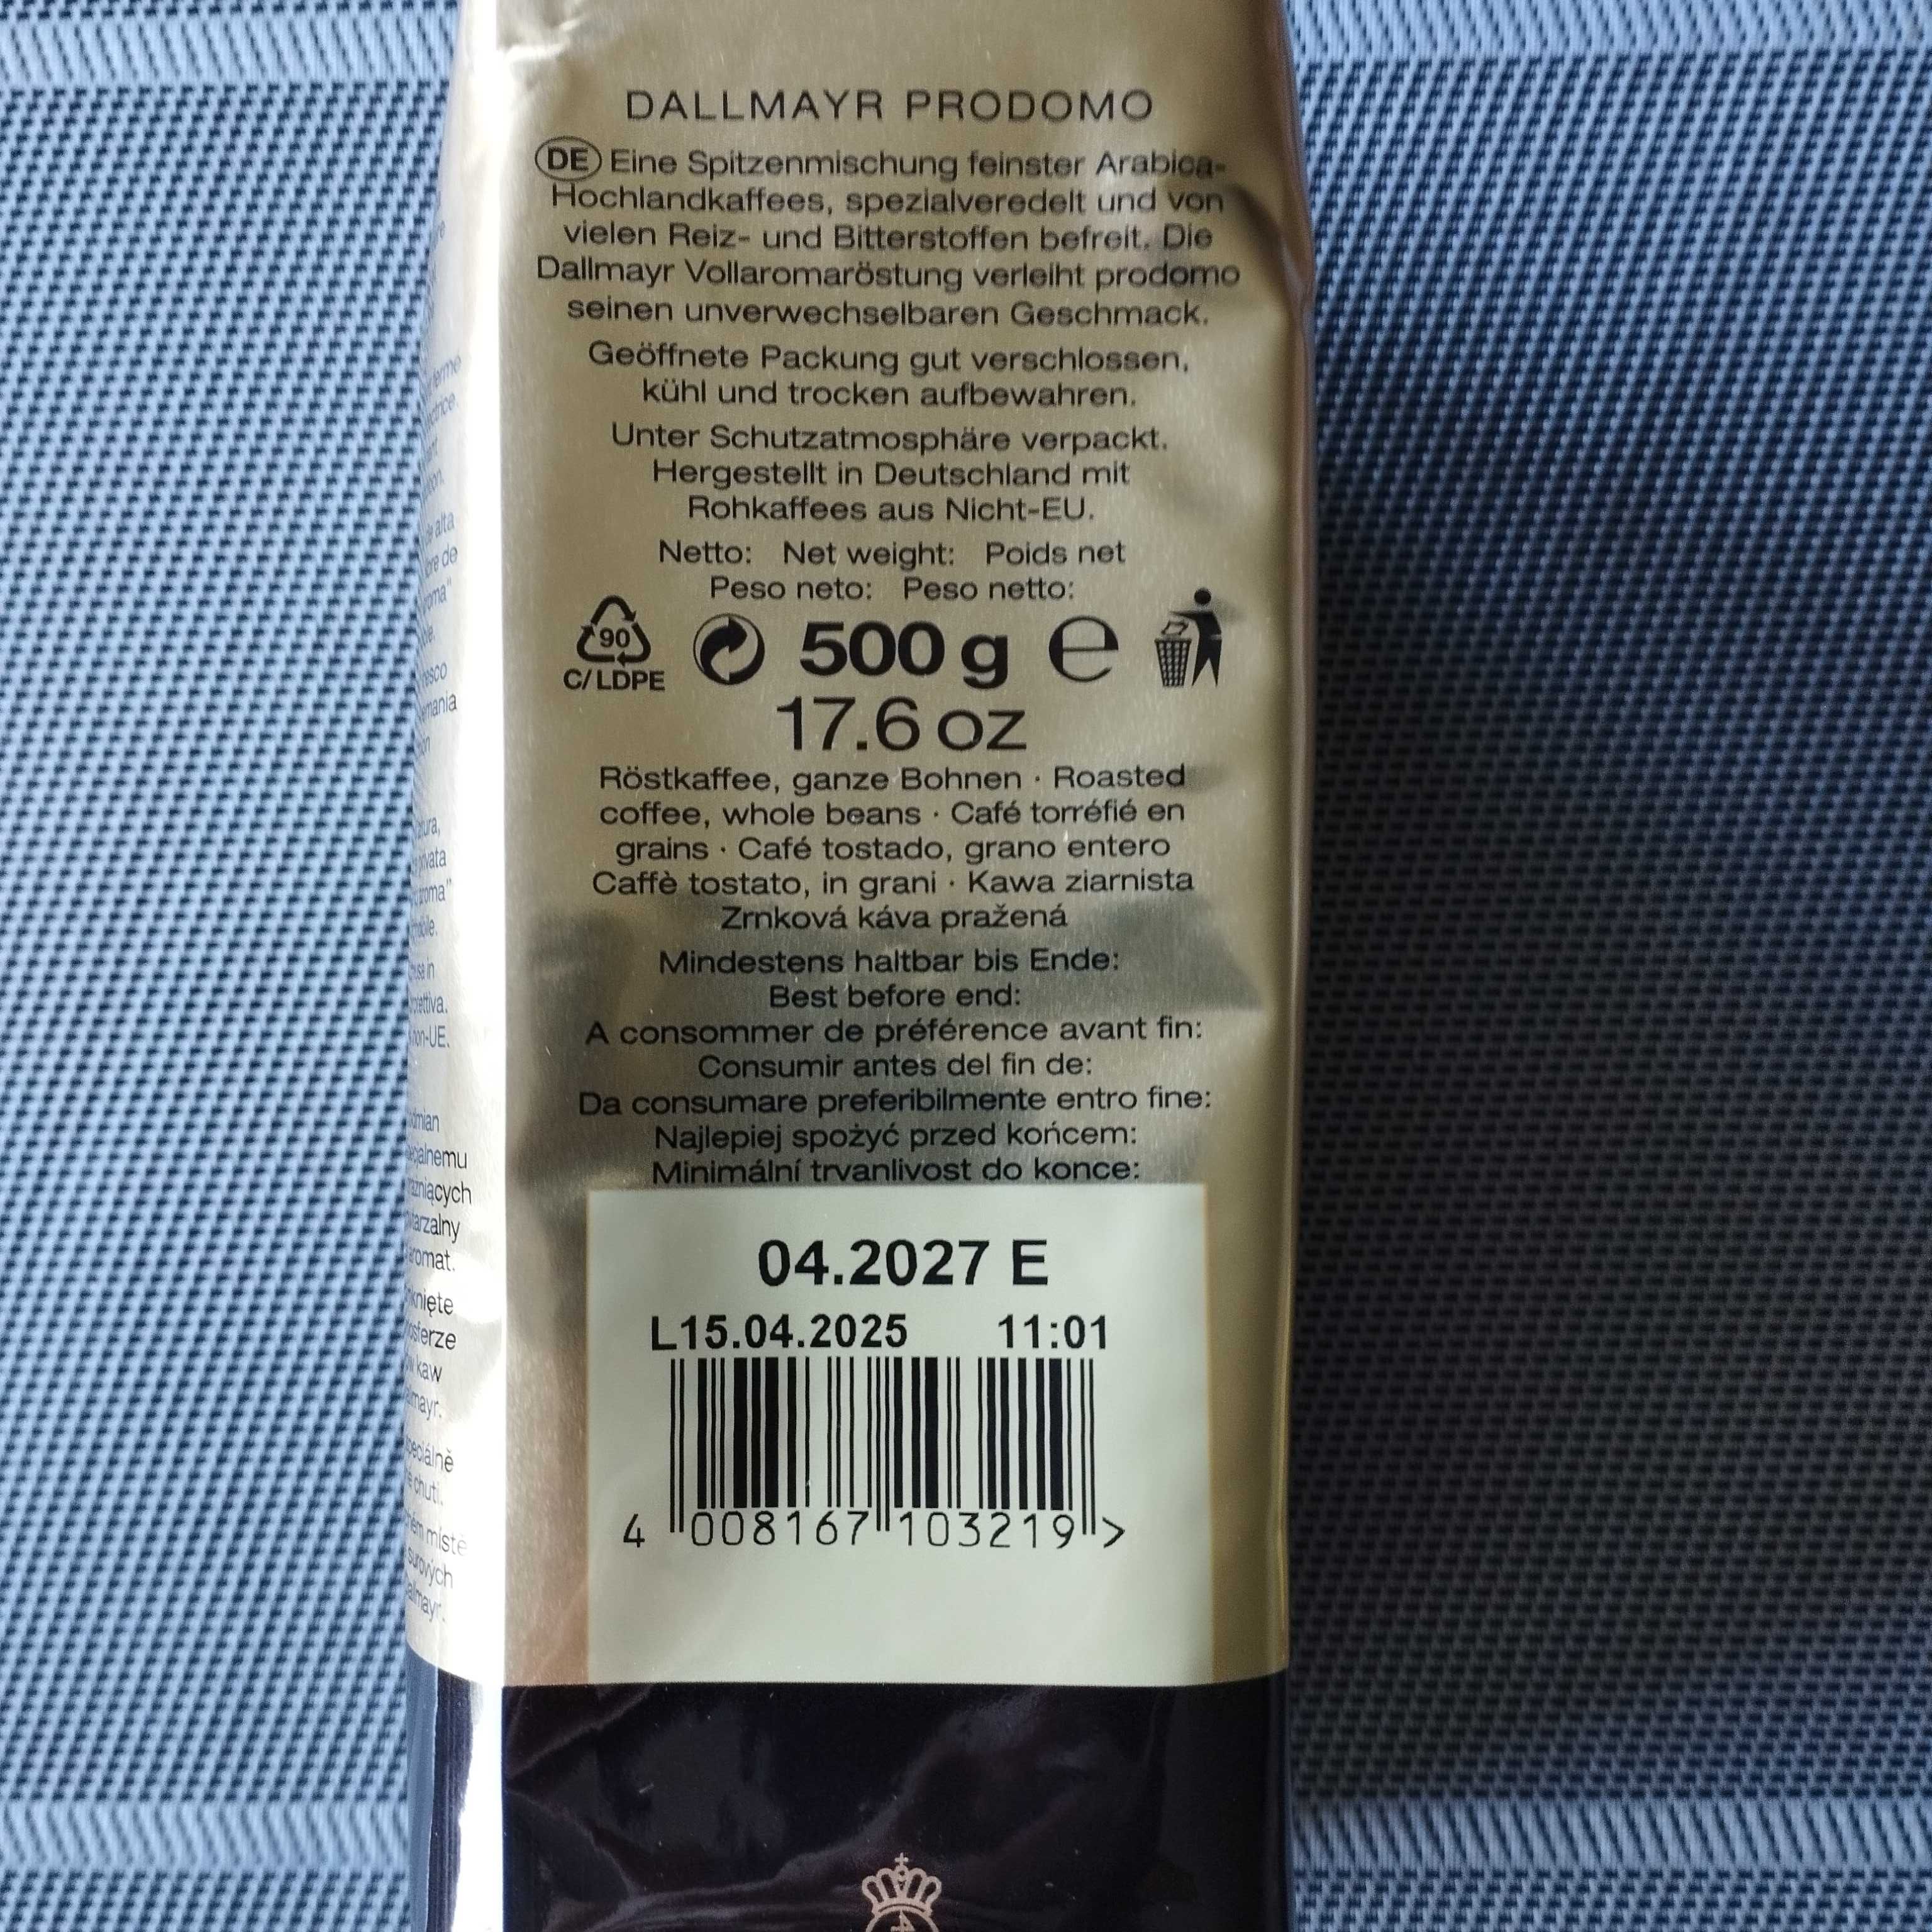 DALLMAYR PRODOMO
DE Eine Spitzenmischung feinster Arabica-
Hochlandkaffees, spezialveredelt und von
vielen Reiz- und Bitterstoffen befreit. Die
Dallmayr Vollaromaröstung verleiht prodomo
seinen unverwechselbaren Geschmack.
Geöffnete Packung gut verschlossen,
kühl und trocken aufbewahren.
Unter Schutzatmosphäre verpackt.
Hergestellt in Deutschland mit
Rohkaffees aus Nicht-EU.
Netto: Net weight: Poids net
Peso neto: Peso netto:
90
C/LDPE
500 g e
17.6 oz
Röstkaffee, ganze Bohnen · Roasted
coffee, whole beans · Café torréfié en
grains · Café tostado, grano entero
Caffè tostato, in grani · Kawa ziarnista
Zrnková káva pražená
Mindestens haltbar bis Ende:
Best before end:
A consommer de préférence avant fin:
Consumir antes del fin de:
Da consumare preferibilmente entro fine:
Najlepiej spożyć przed końcem:
Minimální trvanlivost do konce:
04.2027 E
L15.04.2025 11:01
4 008167 103219 >